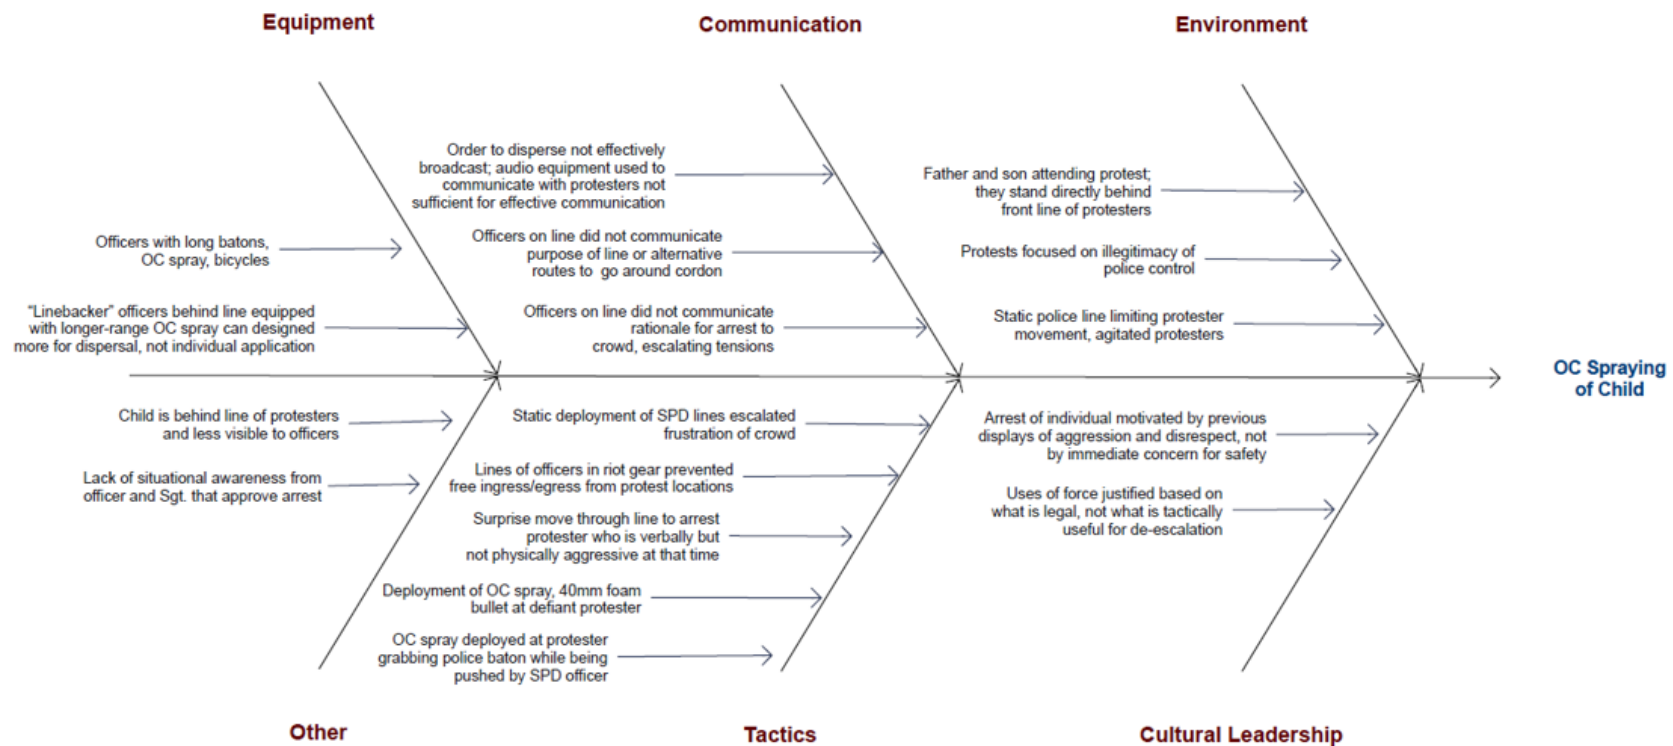 Equipment
Communication
Environment
Order to disperse not effectively
broadcast; audio equipment used to
communicate with protesters not
sufficient for effective communication
Father and son attending protest;
they stand directly behind
front line of protesters
Officers with long batons,
OC spray, bicycles
Officers on line did not communicate
purpose of line or alternative
routes to go around cordon
Protests focused on illegitimacy of
police control
“Linebacker” officers behind line equipped
with longer-range OC spray can designed
more for dispersal, not individual application
Officers on line did not communicate
rationale for arrest to
crowd, escalating tensions
Static police line limiting protester
movement, agitated protesters
OC Spraying
of Child
Child is behind line of protesters
and less visible to officers
Static deployment of SPD lines escalated
frustration of crowd
Arrest of individual motivated by previous
displays of aggression and disrespect, not
by immediate concern for safety
Lack of situational awareness from
officer and Sgt. that approve arrest
Lines of officers in riot gear prevented
free ingress/egress from protest locations
Uses of force justified based on
what is legal, not what is tactically
useful for de-escalation
Surprise move through line to arrest
protester who is verbally but
not physically aggressive at that time
Deployment of OC spray, 40mm foam
bullet at defiant protester
OC spray deployed at protester
grabbing police baton while being
pushed by SPD officer
Other
Tactics
Cultural Leadership